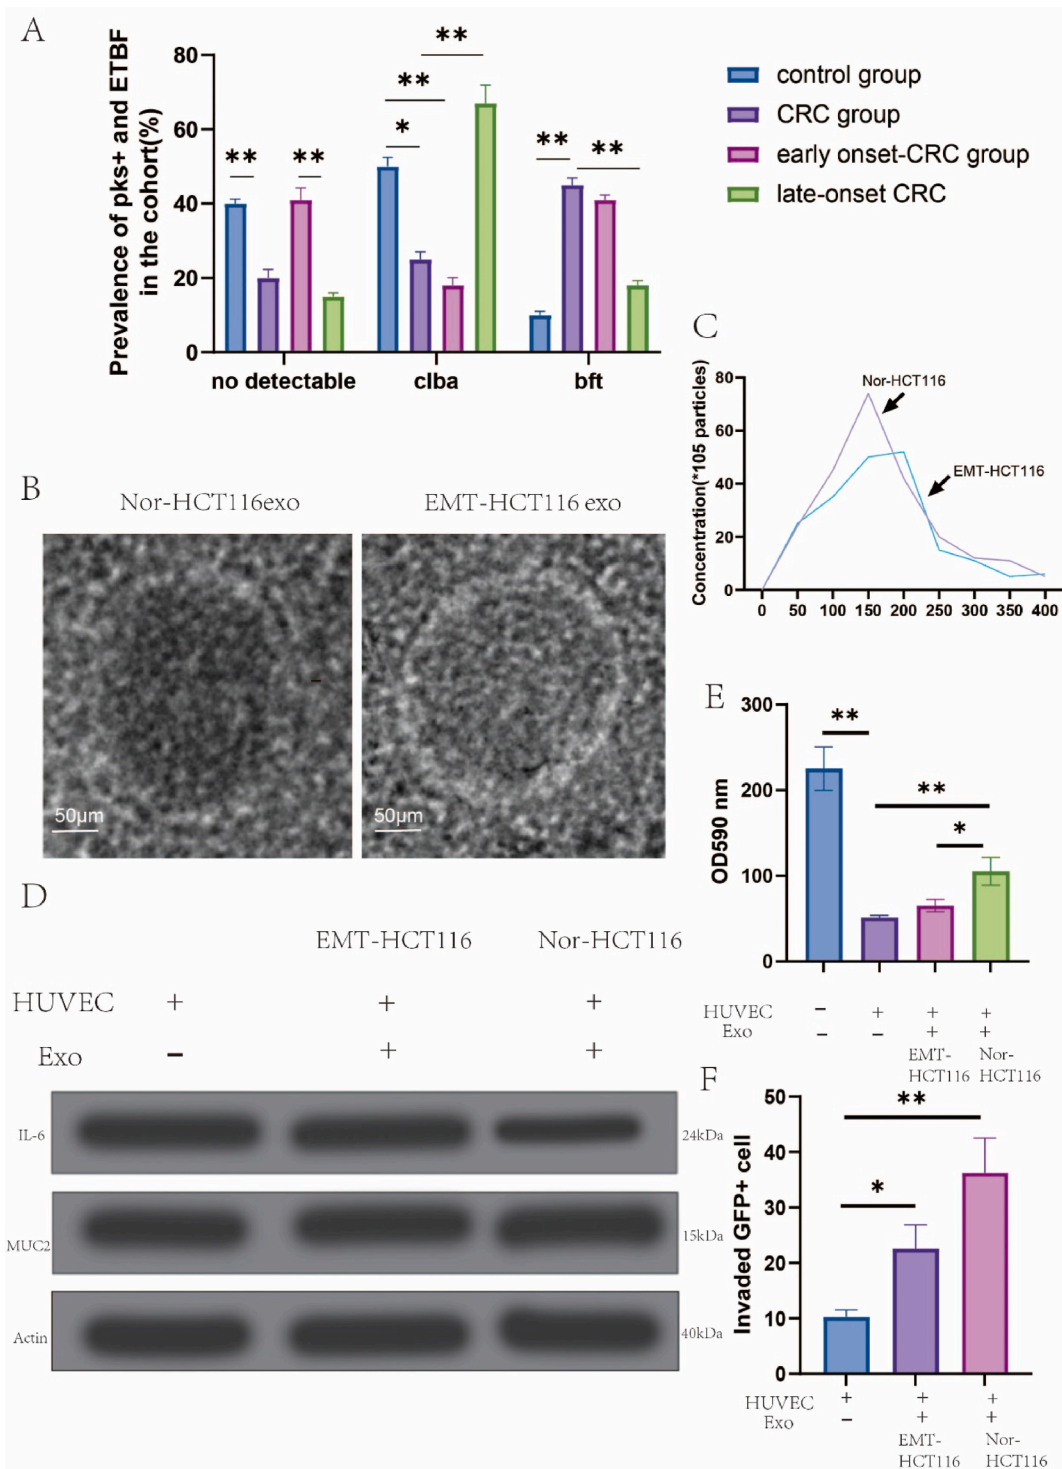 A
Prevalence of pks+ and ETBF
in the cohort(%)
80
60
40
20
0
**
**
**
**
*
**
**
**
no detectable
clba
bft
control group
CRC group
early onset-CRC group
late-onset CRC
B
Nor-HCT116exo
EMT-HCT116 exo
50μm
50μm
C
Concentration(*105 particles)
80
60
40
20
0
Nor-HCT116
EMT-HCT116
0 50 100 150 200 250 300 350 400
D
EMT-HCT116 Nor-HCT116
HUVEC + + +
Exo - + +
IL-6 24kDa
MUC2 15kDa
Actin 40kDa
E
OD590 nm
300
200
100
0
**
**
*
HUVEC - + + +
Exo - - + +
EMT- Nor-
HCT116 HCT116
F
Invaded GFP+ cell
50
40
30
20
10
0
**
*
HUVEC + + +
Exo - + +
EMT- Nor-
HCT116 HCT116